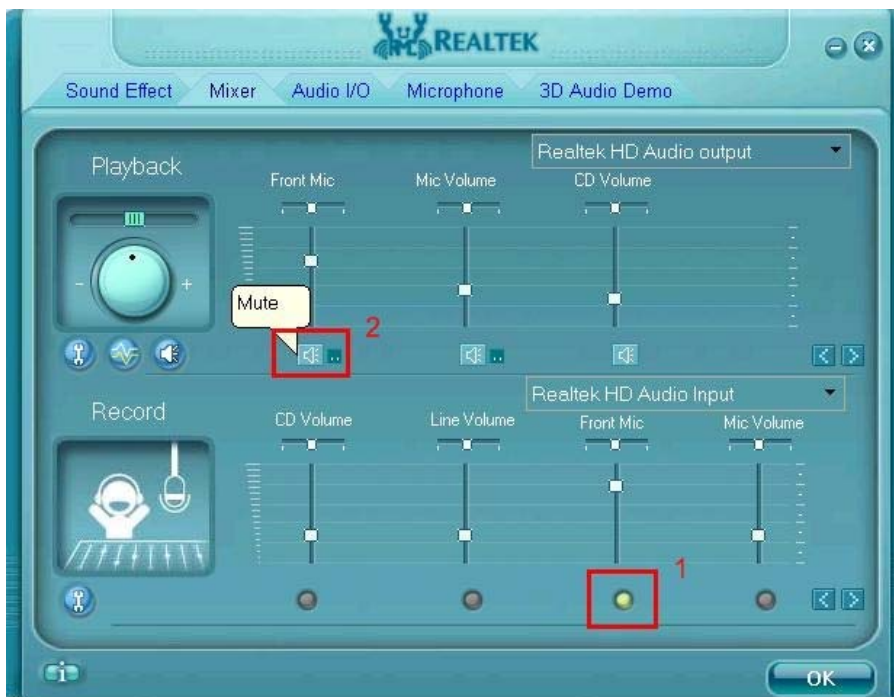 REALTEK
Sound Effect Mixer Audio I/O Microphone 3D Audio Demo
Realtek HD Audio output
Playback
Front Mic Mic Volume CD Volume
- +
Mute
2
Realtek HD Audio Input
Record
CD Volume Line Volume Front Mic Mic Volume
1
OK